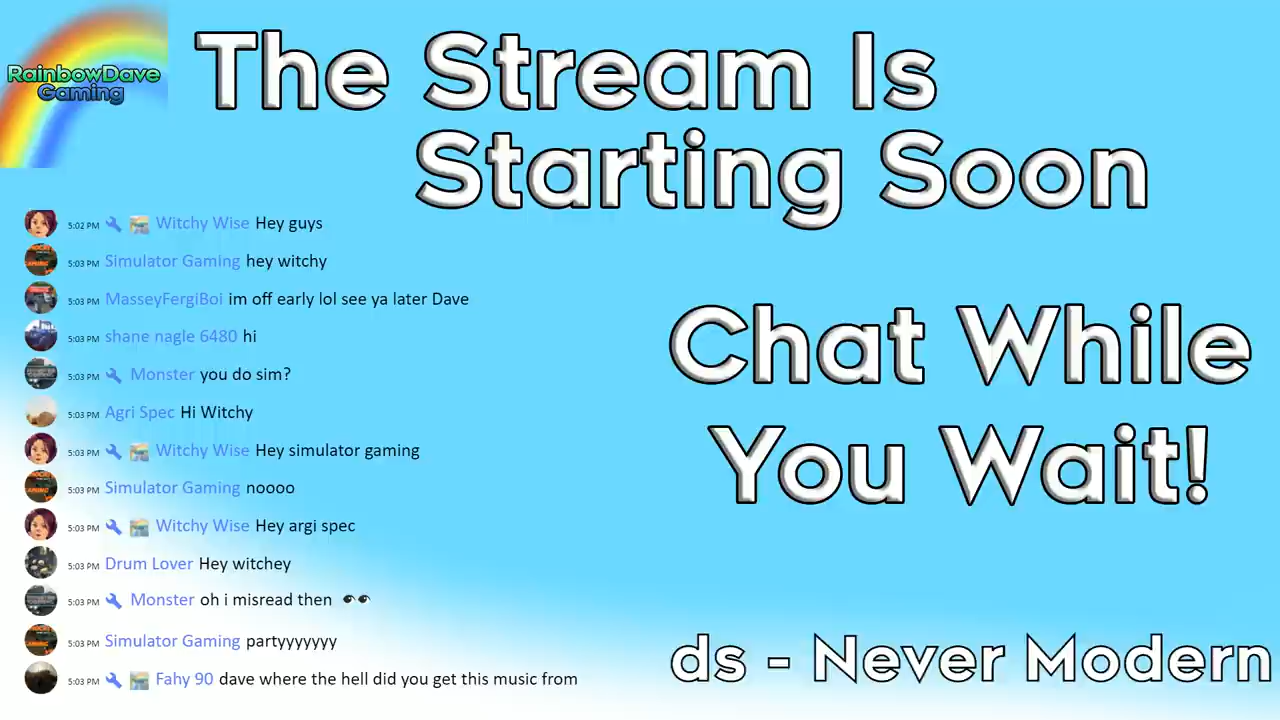 RainbowDave
Gaming
The Stream Is
Starting Soon
Chat While
You Wait!
5:02 PM Witchy Wise Hey guys
5:03 PM Simulator Gaming hey witchy
5:03 PM MasseyFergiBoi im off early lol see ya later Dave
5:03 PM shane nagle 6480 hi
5:03 PM Monster you do sim?
5:03 PM Agri Spec Hi Witchy
5:03 PM Witchy Wise Hey simulator gaming
5:03 PM Simulator Gaming noooo
5:03 PM Witchy Wise Hey argi spec
5:03 PM Drum Lover Hey witchey
5:03 PM Monster oh i misread then
5:03 PM Simulator Gaming partyyyyyyy
5:03 PM Fahy 90 dave where the hell did you get this music from
ds - Never Modern